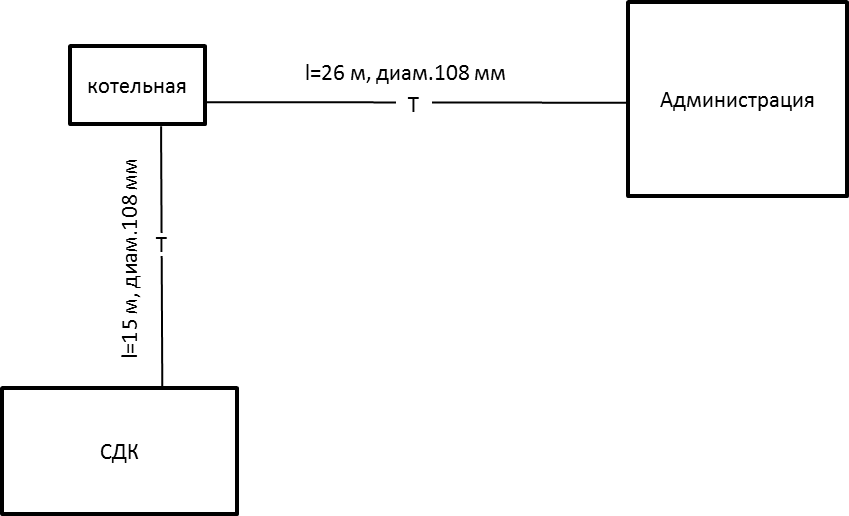 l=26 м, диам.108 мм
котельная
Т
Администрация
l=15 м, диам.108 мм
Т
СДК